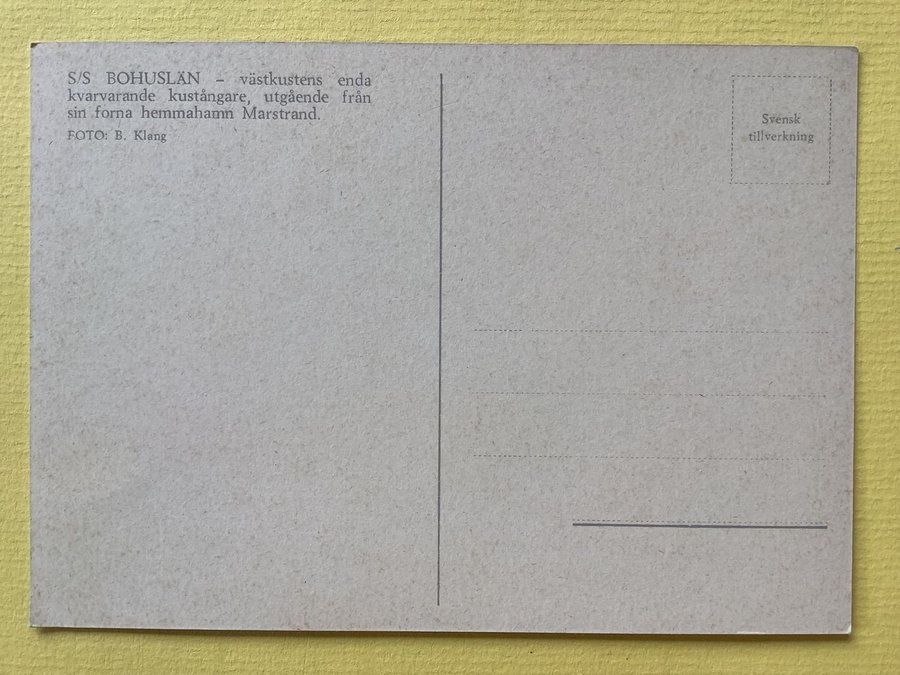 S/S BOHUSLÄN – västkustens enda
kvarvarande kustångare, utgående från
sin forna hemmahamn Marstrand.
FOTO: B. Klang
Svensk
tillverkning